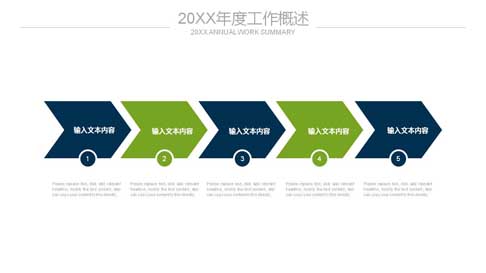 20XX年度工作概述
20XX ANNUAL WORK SUMMARY
输入文本内容
输入文本内容
输入文本内容
输入文本内容
输入文本内容
1
2
3
4
5
Please replace text, click add relevant
headline, modify the text content, also
can copy your content to this directly.
Please replace text, click add relevant
headline, modify the text content, also
can copy your content to this directly.
Please replace text, click add relevant
headline, modify the text content, also
can copy your content to this directly.
Please replace text, click add relevant
headline, modify the text content, also
can copy your content to this directly.
Please replace text, click add relevant
headline, modify the text content, also
can copy your content to this directly.